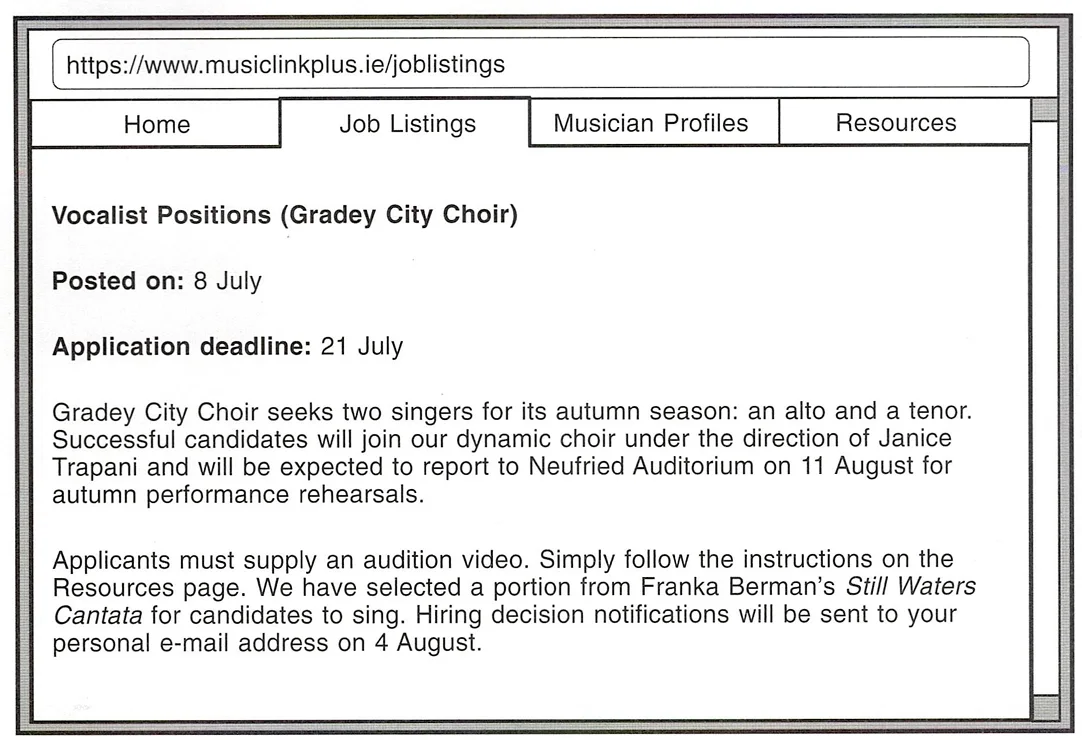 https://www.musiclinkplus.ie/joblistings
Home Job Listings Musician Profiles Resources
Vocalist Positions (Gradey City Choir)
Posted on: 8 July
Application deadline: 21 July
Gradey City Choir seeks two singers for its autumn season: an alto and a tenor.
Successful candidates will join our dynamic choir under the direction of Janice
Trapani and will be expected to report to Neufried Auditorium on 11 August for
autumn performance rehearsals.
Applicants must supply an audition video. Simply follow the instructions on the
Resources page. We have selected a portion from Franka Berman's Still Waters
Cantata for candidates to sing. Hiring decision notifications will be sent to your
personal e-mail address on 4 August.